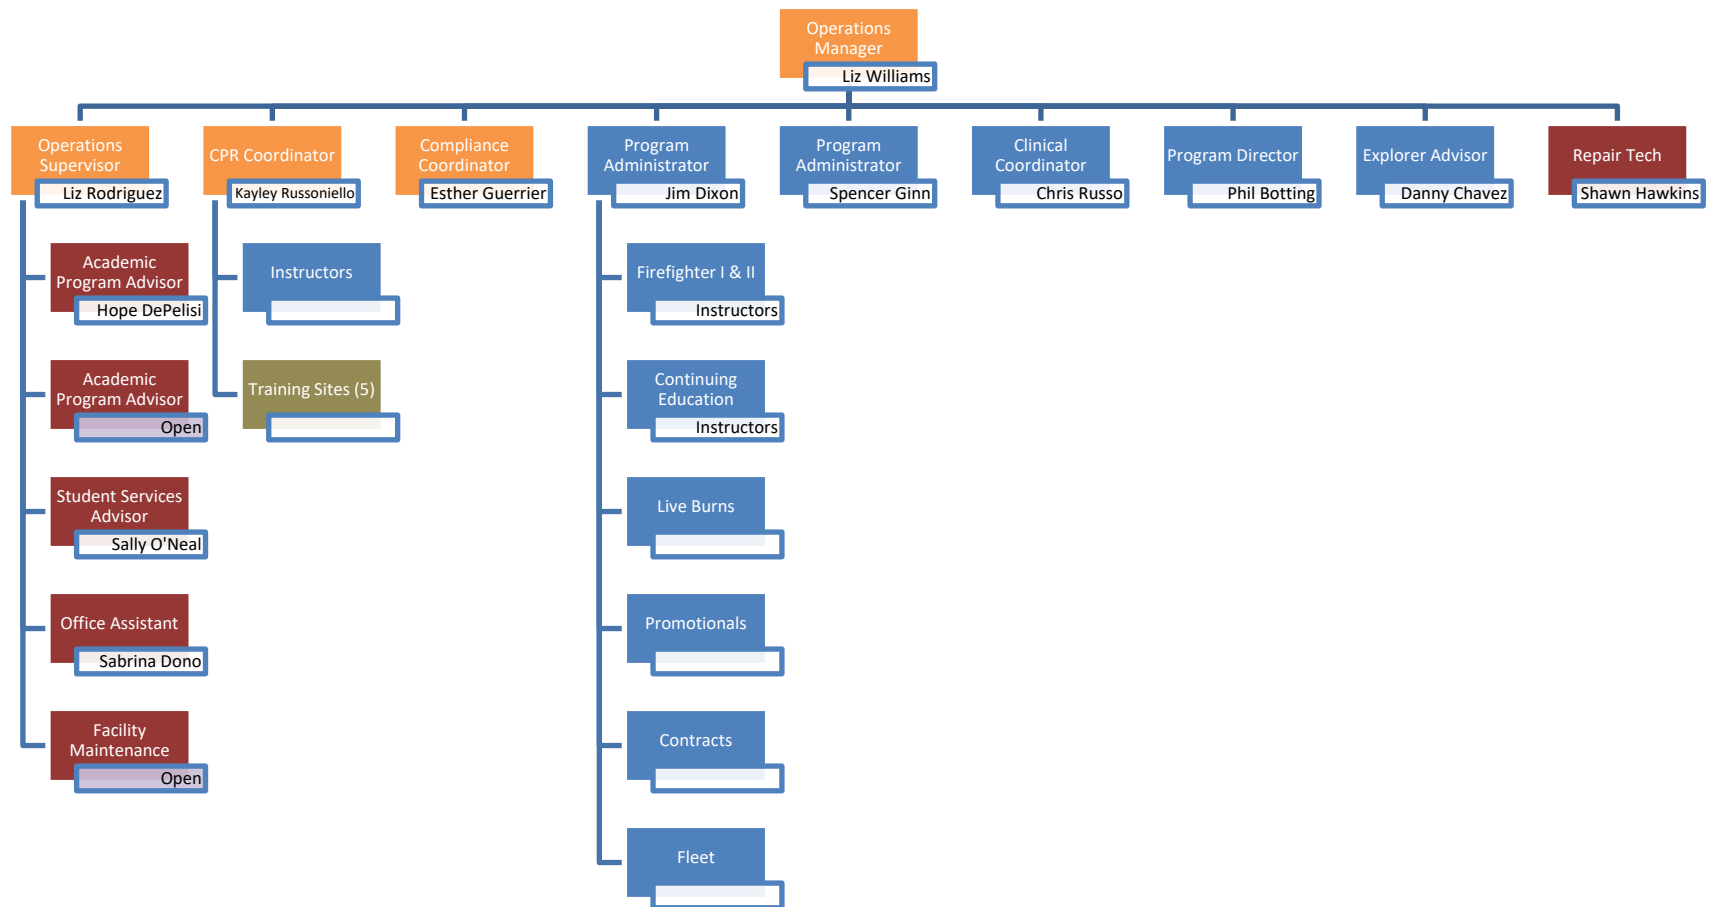 Operations
Manager
Liz Williams
Operations
Supervisor
Liz Rodriguez
CPR Coordinator
Kayley Russoniello
Compliance
Coordinator
Esther Guerrier
Program
Administrator
Jim Dixon
Program
Administrator
Spencer Ginn
Clinical
Coordinator
Chris Russo
Program Director
Phil Botting
Explorer Advisor
Danny Chavez
Repair Tech
Shawn Hawkins
Academic
Program Advisor
Hope DePelisi
Academic
Program Advisor
Open
Student Services
Advisor
Sally O'Neal
Office Assistant
Sabrina Dono
Facility
Maintenance
Open
Instructors
Training Sites (5)
Firefighter I & II
Instructors
Continuing
Education
Instructors
Live Burns
Promotionals
Contracts
Fleet